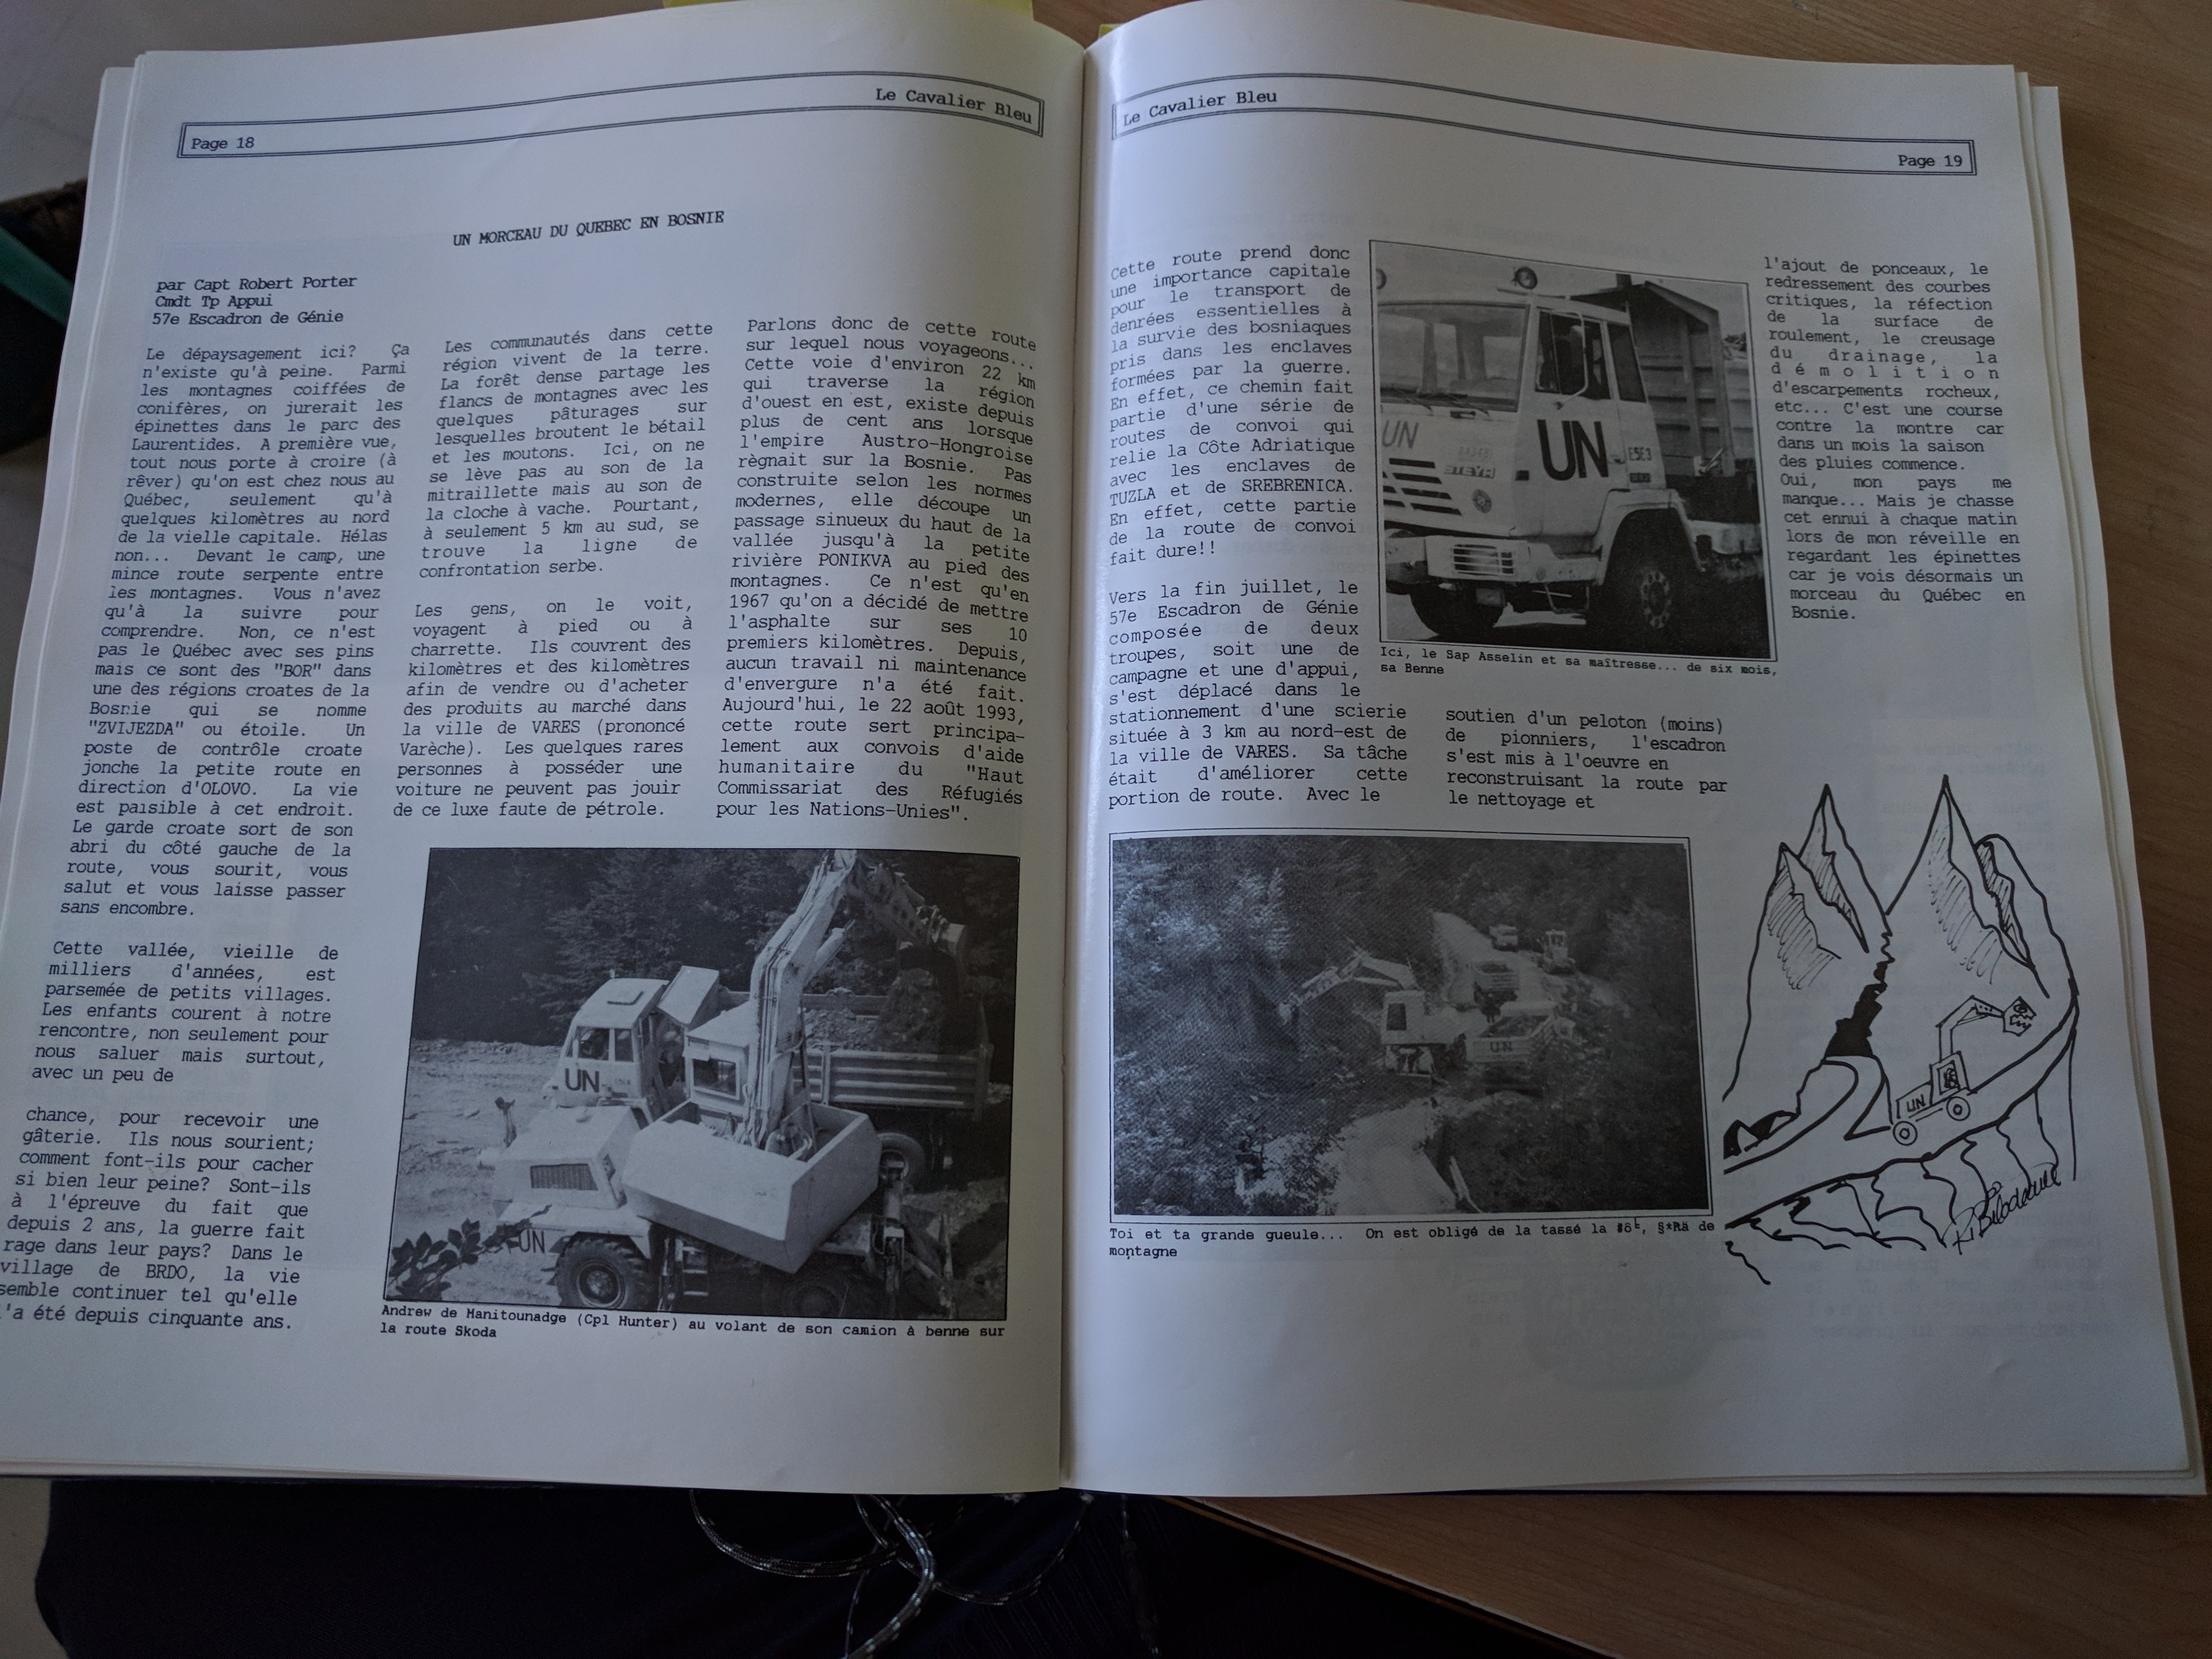 Le Cavalier Bleu
Page 18
UN MORCEAU DU QUEBEC EN BOSNIE
par Capt Robert Porter
Cmdt Tp Appui
57e Escadron de Génie
Le dépaysagement ici? Ça
n'existe qu'à peine. Parmi
les montagnes coiffées de
conifères, on jurerait les
épinettes dans le parc des
Laurentides. A première vue,
tout nous porte à croire (à
rêver) qu'on est chez nous au
Québec, seulement qu'à
quelques kilomètres au nord
de la vielle capitale. Hélas
non... Devant le camp, une
mince route serpente entre
les montagnes. Vous n'avez
qu'à la suivre pour
comprendre. Non, ce n'est
pas le Québec avec ses pins
mais ce sont des "BOR" dans
une des régions croates de la
Bosnie qui se nomme
"ZVIJEZDA" ou étoile. Un
poste de contrôle croate
jonche la petite route en
direction d'OLOVO. La vie
est paisible à cet endroit.
Le garde croate sort de son
abri du côté gauche de la
route, vous sourit, vous
salut et vous laisse passer
sans encombre.
Cette vallée, vieille de
milliers d'années, est
parsemée de petits villages.
Les enfants courent à notre
rencontre, non seulement pour
nous saluer mais surtout,
avec un peu de
chance, pour recevoir une
gâterie. Ils nous sourient;
comment font-ils pour cacher
si bien leur peine? Sont-ils
à l'épreuve du fait que
depuis 2 ans, la guerre fait
rage dans leur pays? Dans le
village de BRDO, la vie
semble continuer tel qu'elle
'a été depuis cinquante ans.
Les communautés dans cette
région vivent de la terre.
La forêt dense partage les
flancs de montagnes avec les
quelques pâturages sur
lesquelles broutent le bétail
et les moutons. Ici, on ne
se lève pas au son de la
mitraillette mais au son de
la cloche à vache. Pourtant,
à seulement 5 km au sud, se
trouve la ligne de
confrontation serbe.
Les gens, on le voit,
voyagent à pied ou à
charrette. Ils couvrent des
kilomètres et des kilomètres
afin de vendre ou d'acheter
des produits au marché dans
la ville de VARES (prononcé
Varèche). Les quelques rares
personnes à posséder une
voiture ne peuvent pas jouir
de ce luxe faute de pétrole.
Parlons donc de cette route
sur lequel nous voyageons...
Cette voie d'environ 22 km
qui traverse la région
d'ouest en est, existe depuis
plus de cent ans lorsque
l'empire Austro-Hongroise
règnait sur la Bosnie. Pas
construite selon les normes
modernes, elle découpe un
passage sinueux du haut de la
vallée jusqu'à la petite
rivière PONIKVA au pied des
montagnes. Ce n'est qu'en
1967 qu'on a décidé de mettre
l'asphalte sur ses 10
premiers kilomètres. Depuis,
aucun travail ni maintenance
d'envergure n'a été fait.
Aujourd'hui, le 22 août 1993,
cette route sert principa-
lement aux convois d'aide
humanitaire du "Haut
Commissariat des Réfugiés
pour les Nations-Unies".
UN
UN
Andrew de Manitounadge (Cpl Hunter) au volant de son camion à benne sur
la route Skoda
Le Cavalier Bleu
Page 19
Cette route prend donc
une importance capitale
pour le transport de
denrées essentielles à
la survie des bosniaques
pris dans les enclaves
formées par la guerre.
En effet, ce chemin fait
partie d'une série de
routes de convoi qui
relie la Côte Adriatique
avec les enclaves de
TUZLA et de SREBRENICA.
En effet, cette partie
de la route de convoi
fait dure!!
Vers la fin juillet, le
57e Escadron de Génie
composée de deux
troupes, soit une de
campagne et une d'appui,
s'est déplacé dans le
stationnement d'une scierie
située à 3 km au nord-est de
la ville de VARES. Sa tâche
était d'améliorer cette
portion de route. Avec le
UN
UN
STEYR
Ici, le Sap Asselin et sa maîtresse... de six mois,
sa Benne
soutien d'un peloton (moins)
de pionniers, l'escadron
s'est mis à l'oeuvre en
reconstruisant la route par
le nettoyage et
l'ajout de ponceaux, le
redressement des courbes
critiques, la réfection
de la surface de
roulement, le creusage
du drainage, la
démolition
d'escarpements rocheux,
etc... C'est une course
contre la montre car
dans un mois la saison
des pluies commence.
Oui, mon pays me
manque... Mais je chasse
cet ennui à chaque matin
lors de mon réveille en
regardant les épinettes
car je vois désormais un
morceau du Québec en
Bosnie.
UN
Toi et ta grande gueule... On est obligé de la tassé la de
montagne
UN